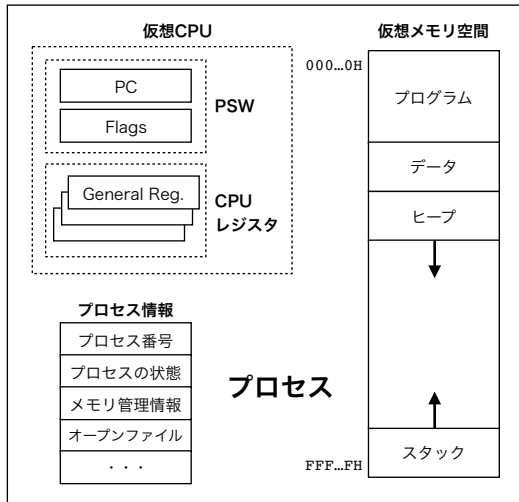 仮想CPU
PC
Flags
PSW
General Reg.
CPU
レジスタ
プロセス情報
プロセス番号
プロセスの状態
メモリ管理情報
オープンファイル
・・・
プロセス
仮想メモリ空間
000…0H
プログラム
データ
ヒープ
スタック
FFF…FH